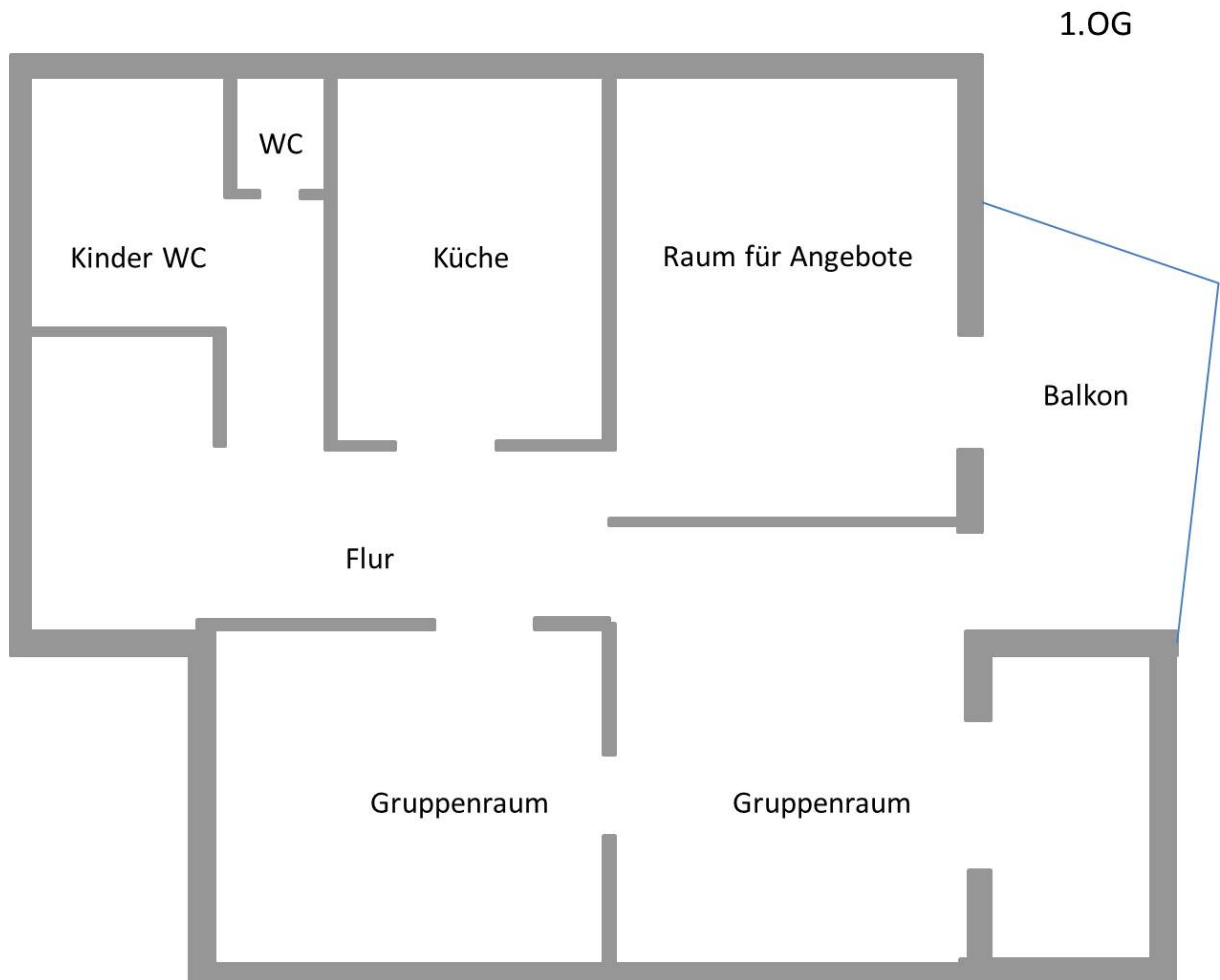 1.OG
WC
Kinder WC
Küche
Raum für Angebote
Balkon
Flur
Gruppenraum
Gruppenraum